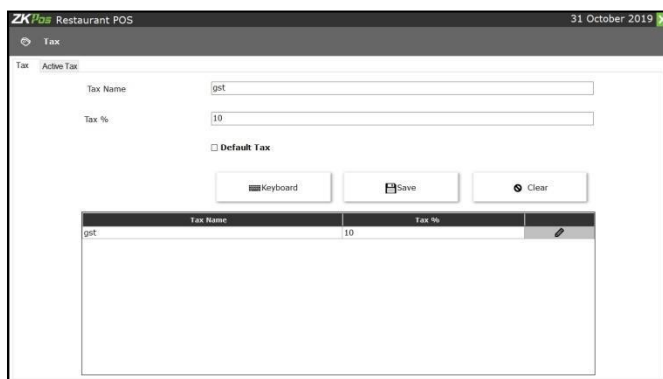 ZKPos Restaurant POS 31 October 2019
Tax
Tax Active Tax
Tax Name gst
Tax % 10
Default Tax
Keyboard Save Clear
Tax Name Tax %
gst 10